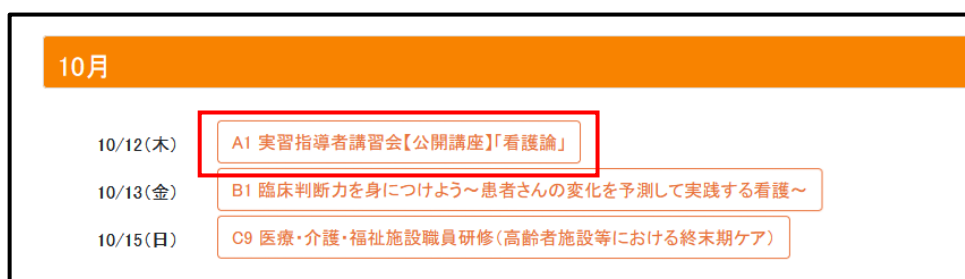 10月
10/12(木) A1 実習指導者講習会【公開講座】「看護論」
10/13(金) B1 臨床判断力を身につけよう～患者さんの変化を予測して実践する看護～
10/15(日) C9 医療・介護・福祉施設職員研修(高齢者施設等における終末期ケア)